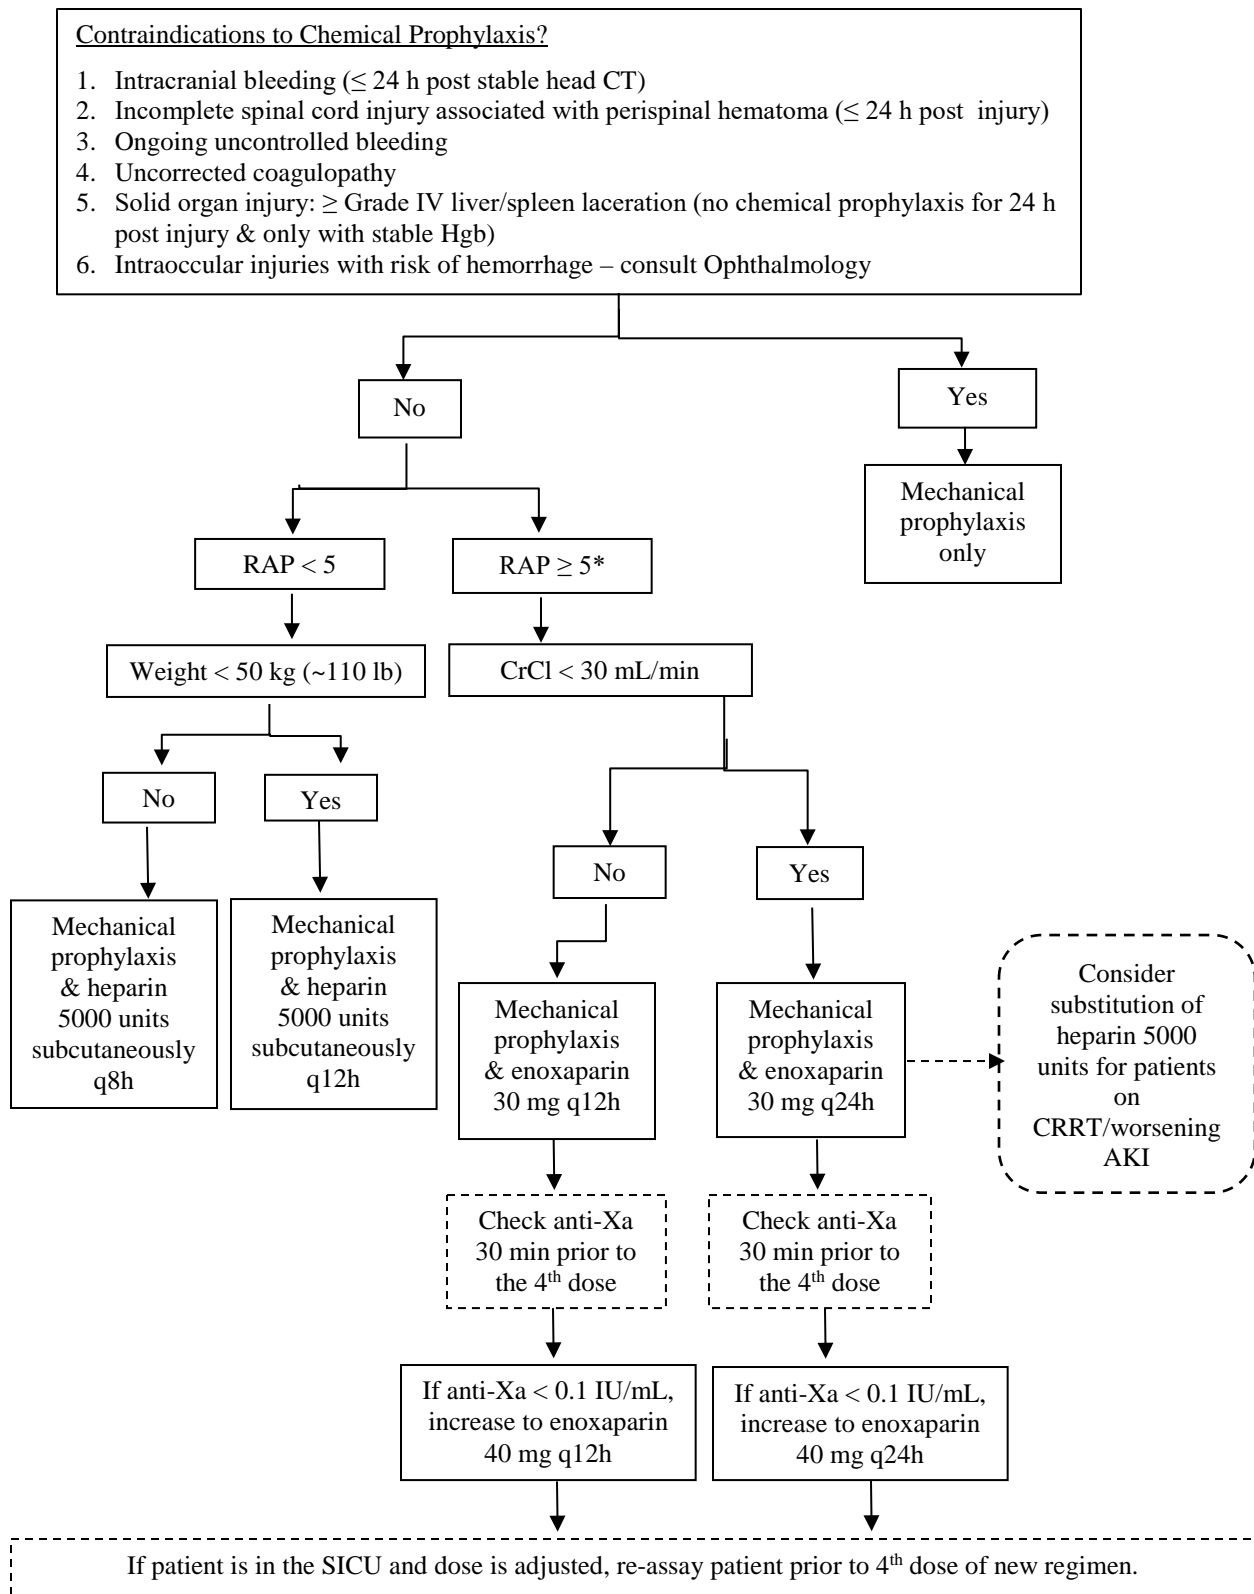 Contraindications to Chemical Prophylaxis?
1. Intracranial bleeding (≤ 24 h post stable head CT)
2. Incomplete spinal cord injury associated with perispinal hematoma (≤ 24 h post injury)
3. Ongoing uncontrolled bleeding
4. Uncorrected coagulopathy
5. Solid organ injury: ≥ Grade IV liver/spleen laceration (no chemical prophylaxis for 24 h
post injury & only with stable Hgb)
6. Intraoccular injuries with risk of hemorrhage – consult Ophthalmology
No
Yes
Mechanical
prophylaxis
only
RAP < 5
RAP ≥ 5*
Weight < 50 kg (~110 lb)
CrCl < 30 mL/min
No
Yes
No
Yes
Mechanical
prophylaxis
& heparin
5000 units
subcutaneously
q8h
Mechanical
prophylaxis
& heparin
5000 units
subcutaneously
q12h
Mechanical
prophylaxis
& enoxaparin
30 mg q12h
Mechanical
prophylaxis
& enoxaparin
30 mg q24h
Consider
substitution of
heparin 5000
units for patients
on
CRRT/worsening
AKI
Check anti-Xa
30 min prior to
the 4th dose
Check anti-Xa
30 min prior to
the 4th dose
If anti-Xa < 0.1 IU/mL,
increase to enoxaparin
40 mg q12h
If anti-Xa < 0.1 IU/mL,
increase to enoxaparin
40 mg q24h
If patient is in the SICU and dose is adjusted, re-assay patient prior to 4th dose of new regimen.